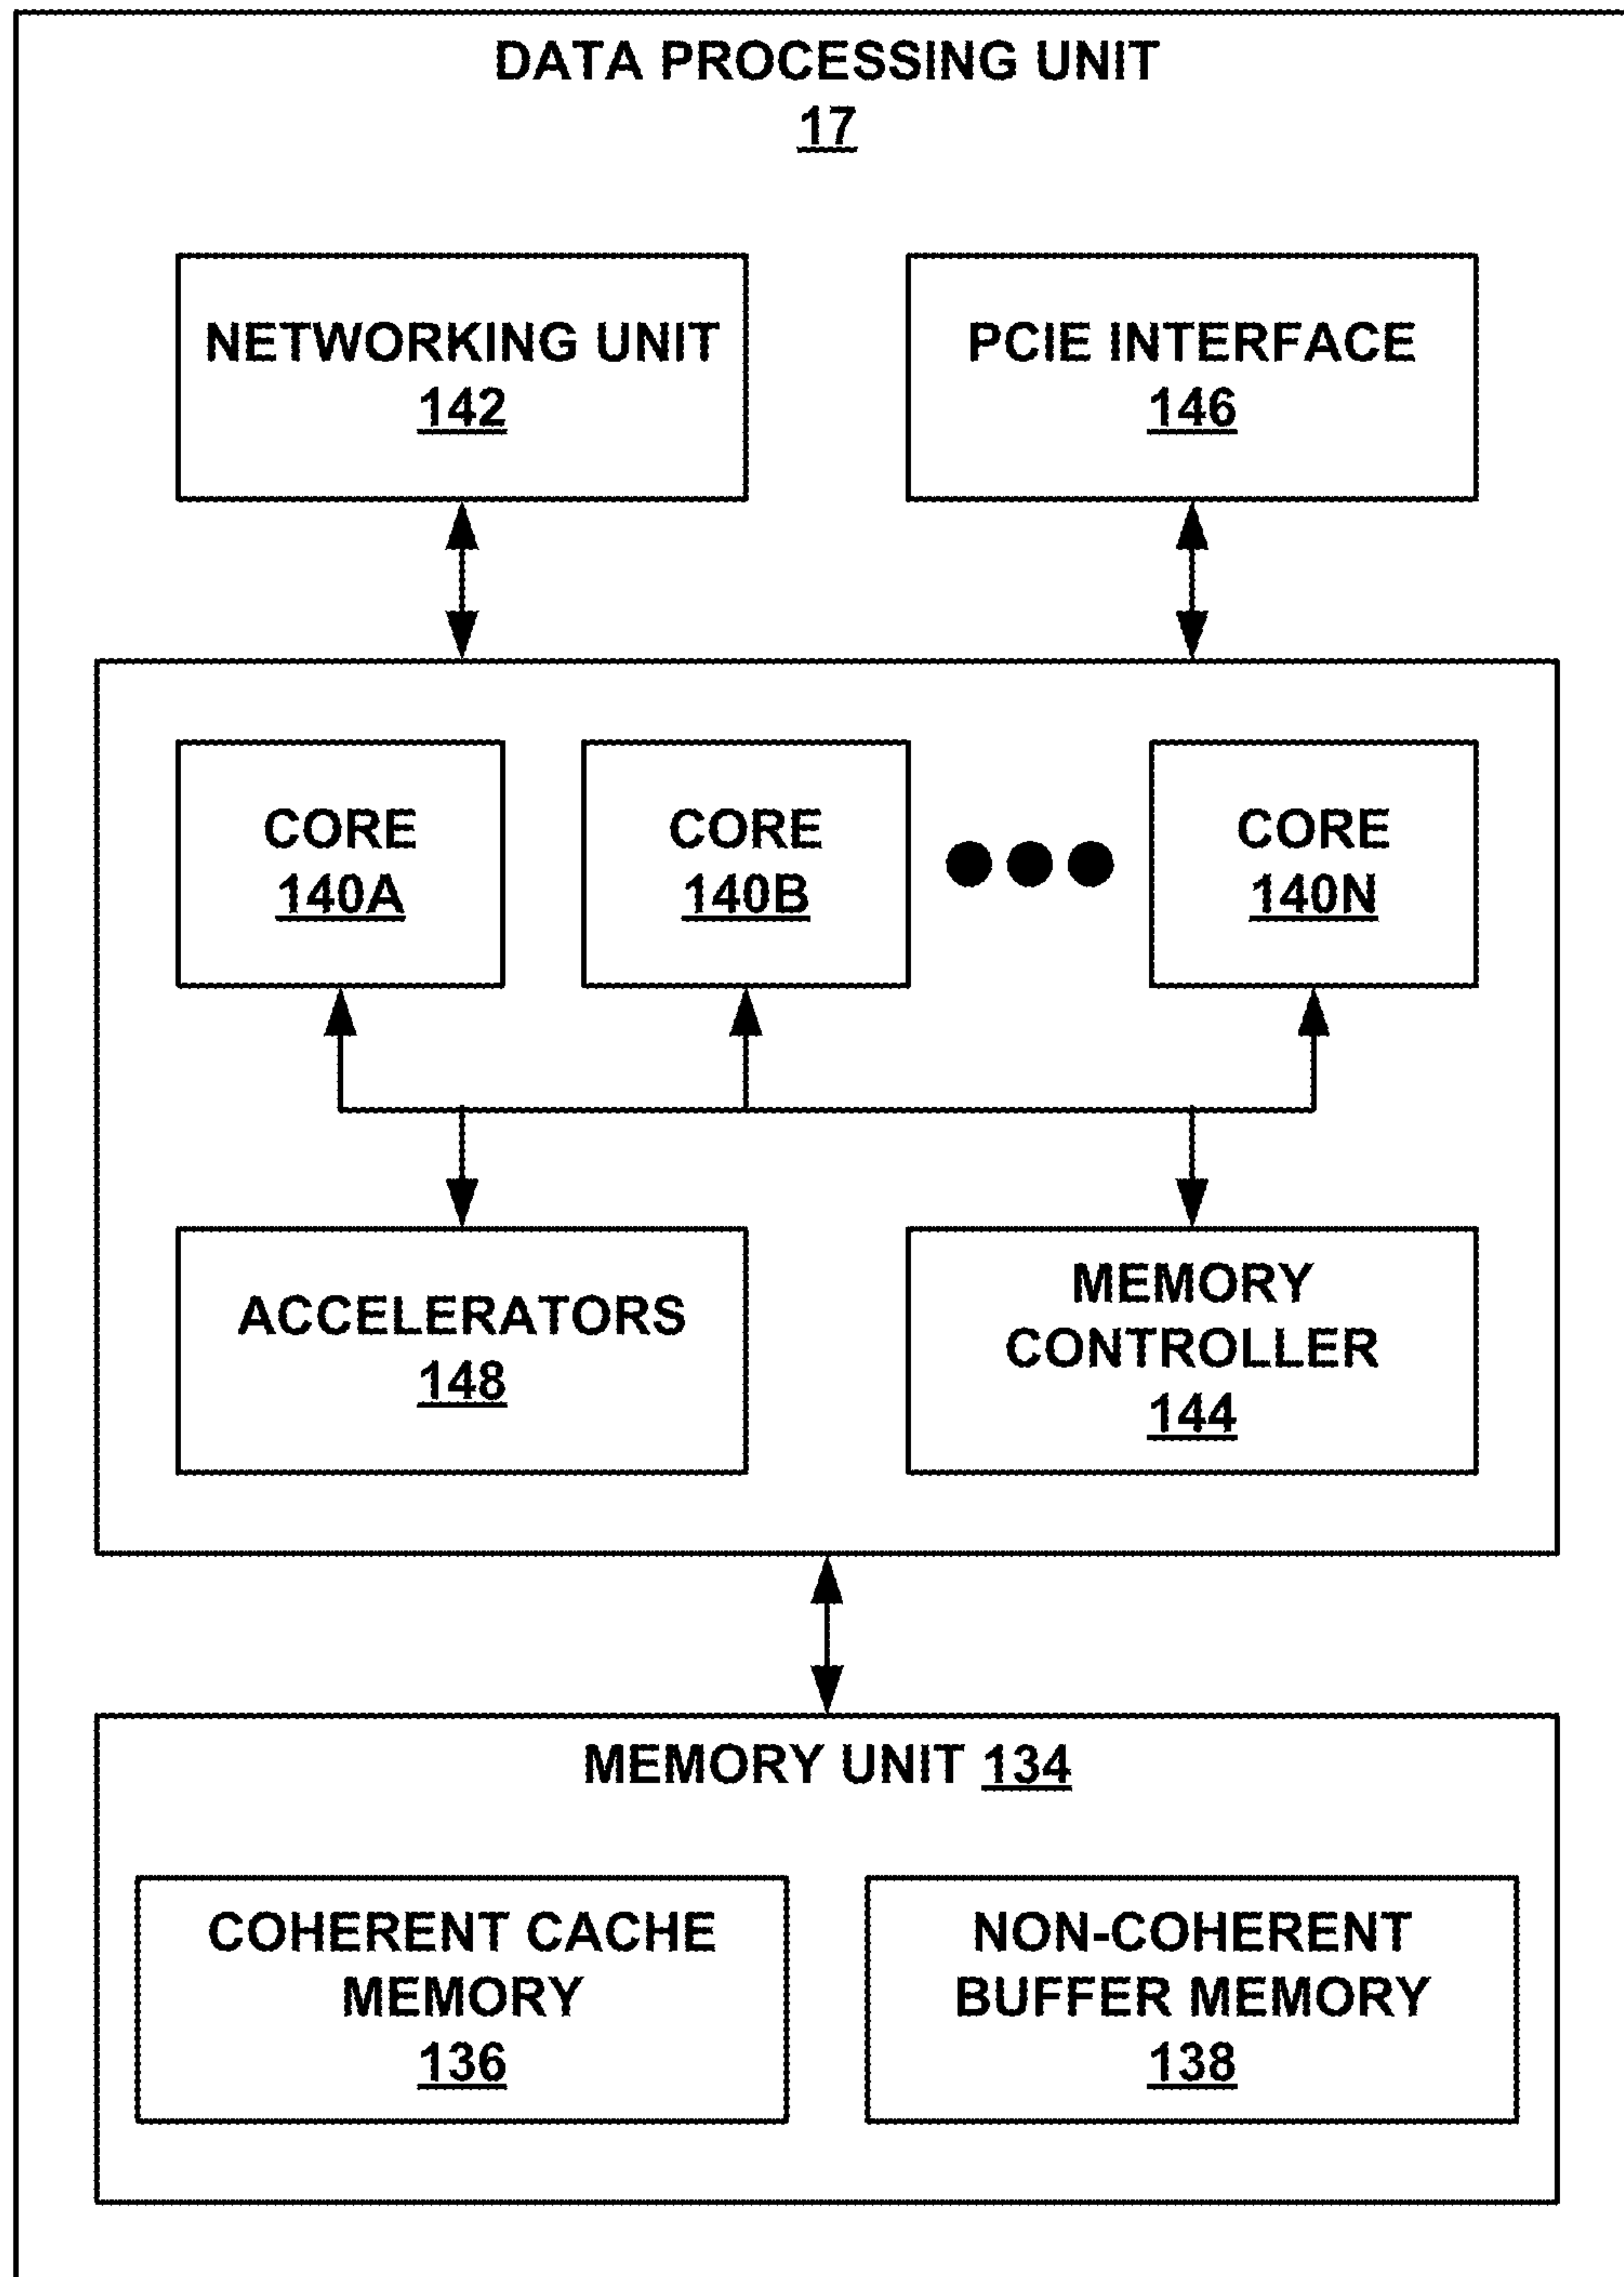 DATA PROCESSING UNIT
17
NETWORKING UNIT
142
PCIE INTERFACE
146
CORE
140A
CORE
140B
CORE
140N
ACCELERATORS
148
MEMORY
CONTROLLER
144
MEMORY UNIT 134
COHERENT CACHE
MEMORY
136
NON-COHERENT
BUFFER MEMORY
138